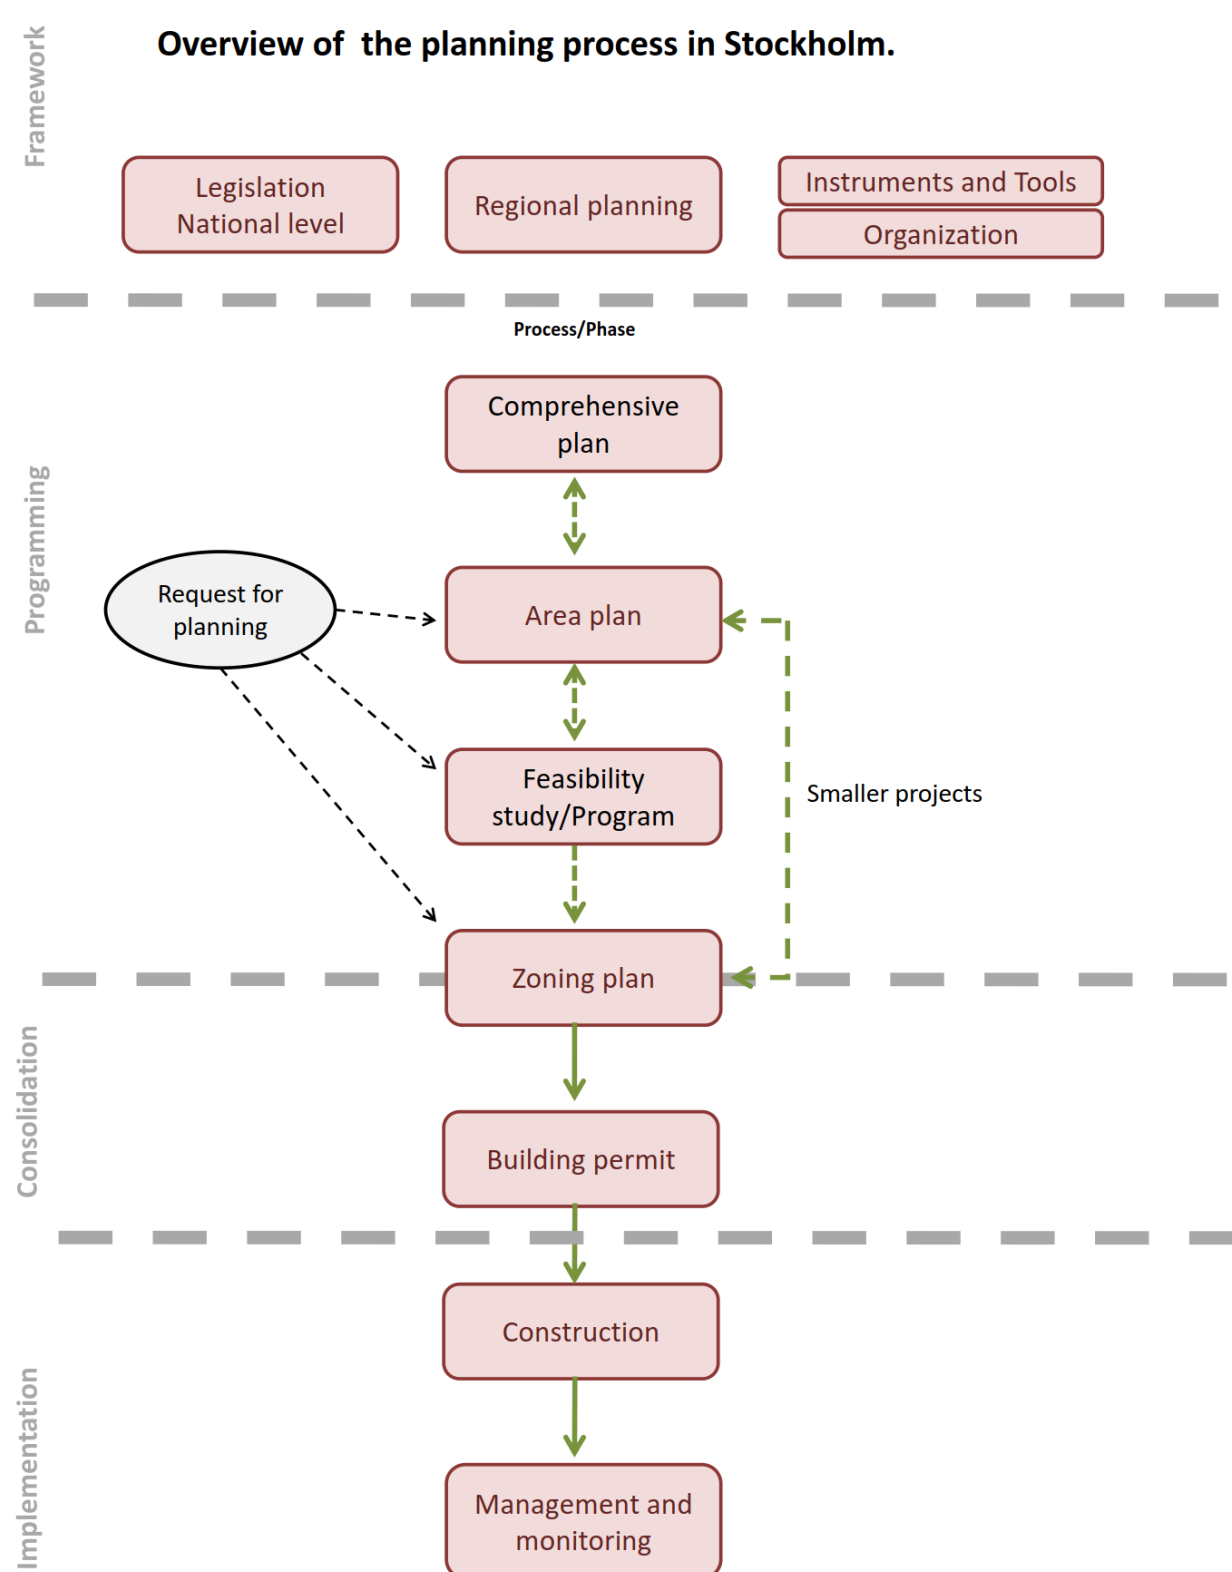 Overview of  the planning process in Stockholm.
Framework
Legislation
National level
Regional planning
Instruments and Tools
Organization
Process/Phase
Programming
Comprehensive
plan
Request for
planning
Area plan
Feasibility
study/Program
Smaller projects
Zoning plan
Consolidation
Building permit
Implementation
Construction
Management and
monitoring